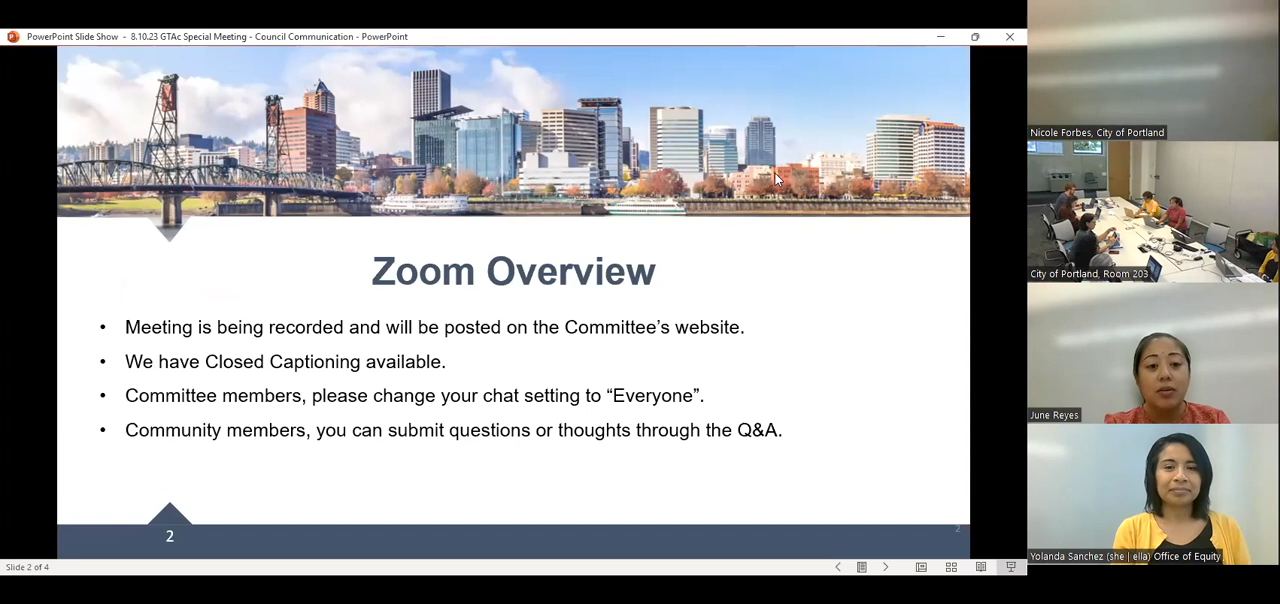 PowerPoint Slide Show - 8.10.23 GTAc Special Meeting - Council Communication - PowerPoint
Nicole Forbes, City of Portland
City of Portland, Room 203
Zoom Overview
• Meeting is being recorded and will be posted on the Committee’s website.
• We have Closed Captioning available.
• Committee members, please change your chat setting to “Everyone”.
• Community members, you can submit questions or thoughts through the Q&A.
June Reyes
2
2
Yolanda Sanchez (she | ella) Office of Equity
Slide 2 of 4